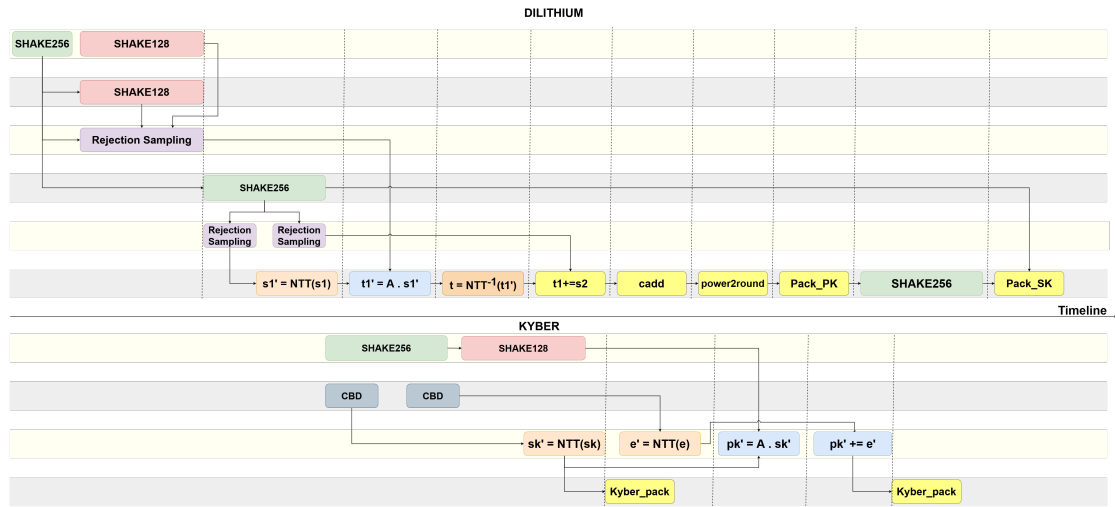 DILITHIUM
SHAKE256
SHAKE128
SHAKE128
Rejection Sampling
SHAKE256
Rejection
Sampling
Rejection
Sampling
s1' = NTT(s1)
t1' = A . s1'
t = NTT⁻¹(t1')
t1+=s2
cadd
power2round
Pack_PK
SHAKE256
Pack_SK
Timeline
KYBER
SHAKE256
SHAKE128
CBD
CBD
sk' = NTT(sk)
e' = NTT(e)
pk' = A . sk'
pk' += e'
Kyber_pack
Kyber_pack